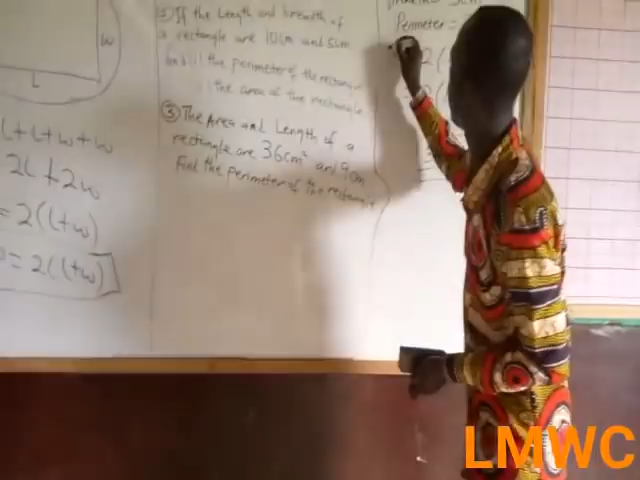 W
L
L+L+w+w
2L+2w
=2(L+w)
=2(L+w)
If the Length and breadth of
a rectangle are 10cm and 5cm
find (i) the perimeter of the rectangle
the area of the rectangle
③ The Area and Length of a
rectangle are 36cm² and 9cm
Find the perimeter of the rectangle
Perimeter =
2(
LMWC